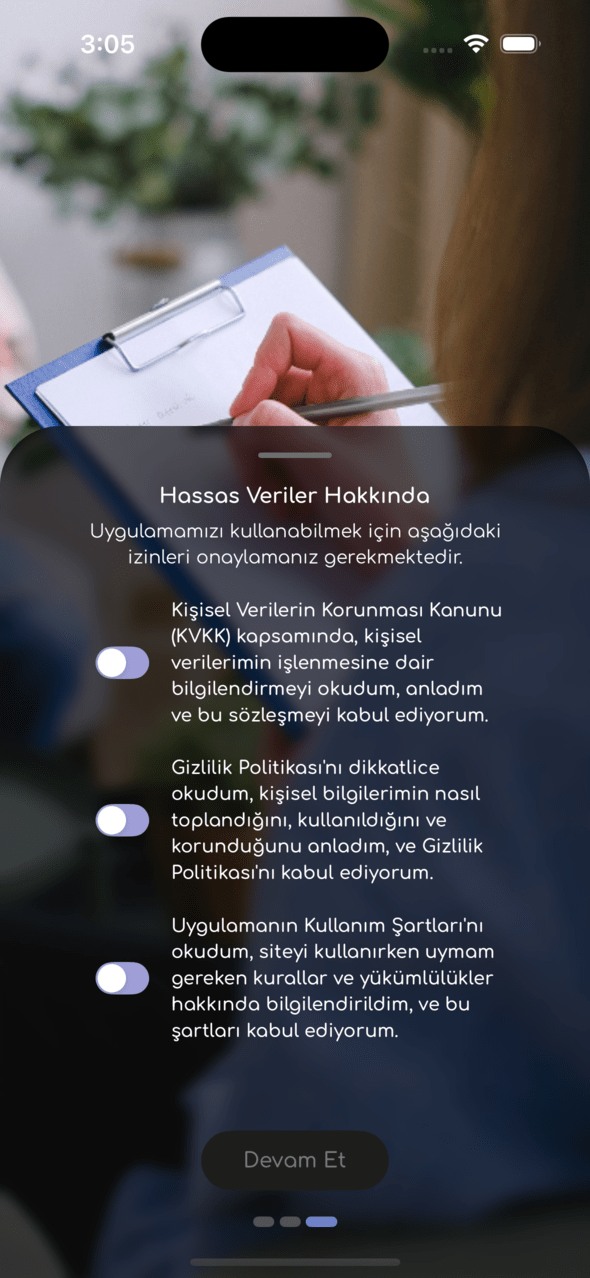 3:05
Hassas Veriler Hakkında
Uygulamamızı kullanabilmek için aşağıdaki
izinleri onaylamanız gerekmektedir.
Kişisel Verilerin Korunması Kanunu
(KVKK) kapsamında, kişisel
verilerimin işlenmesine dair
bilgilendirmeyi okudum, anladım
ve bu sözleşmeyi kabul ediyorum.
Gizlilik Politikası'nı dikkatlice
okudum, kişisel bilgilerimin nasıl
toplandığını, kullanıldığını ve
korunduğunu anladım, ve Gizlilik
Politikası'nı kabul ediyorum.
Uygulamanın Kullanım Şartları'nı
okudum, siteyi kullanırken uymam
gereken kurallar ve yükümlülükler
hakkında bilgilendirildim, ve bu
şartları kabul ediyorum.
Devam Et